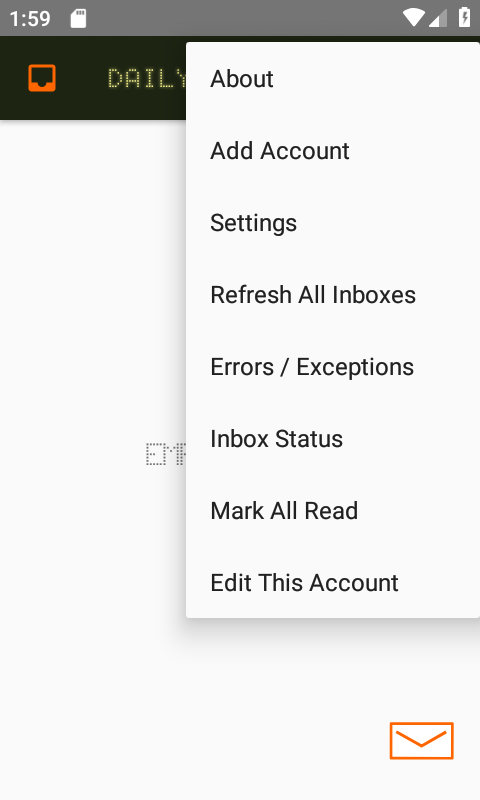 1:59
DAILY
About
Add Account
Settings
Refresh All Inboxes
Errors / Exceptions
Inbox Status
Mark All Read
Edit This Account